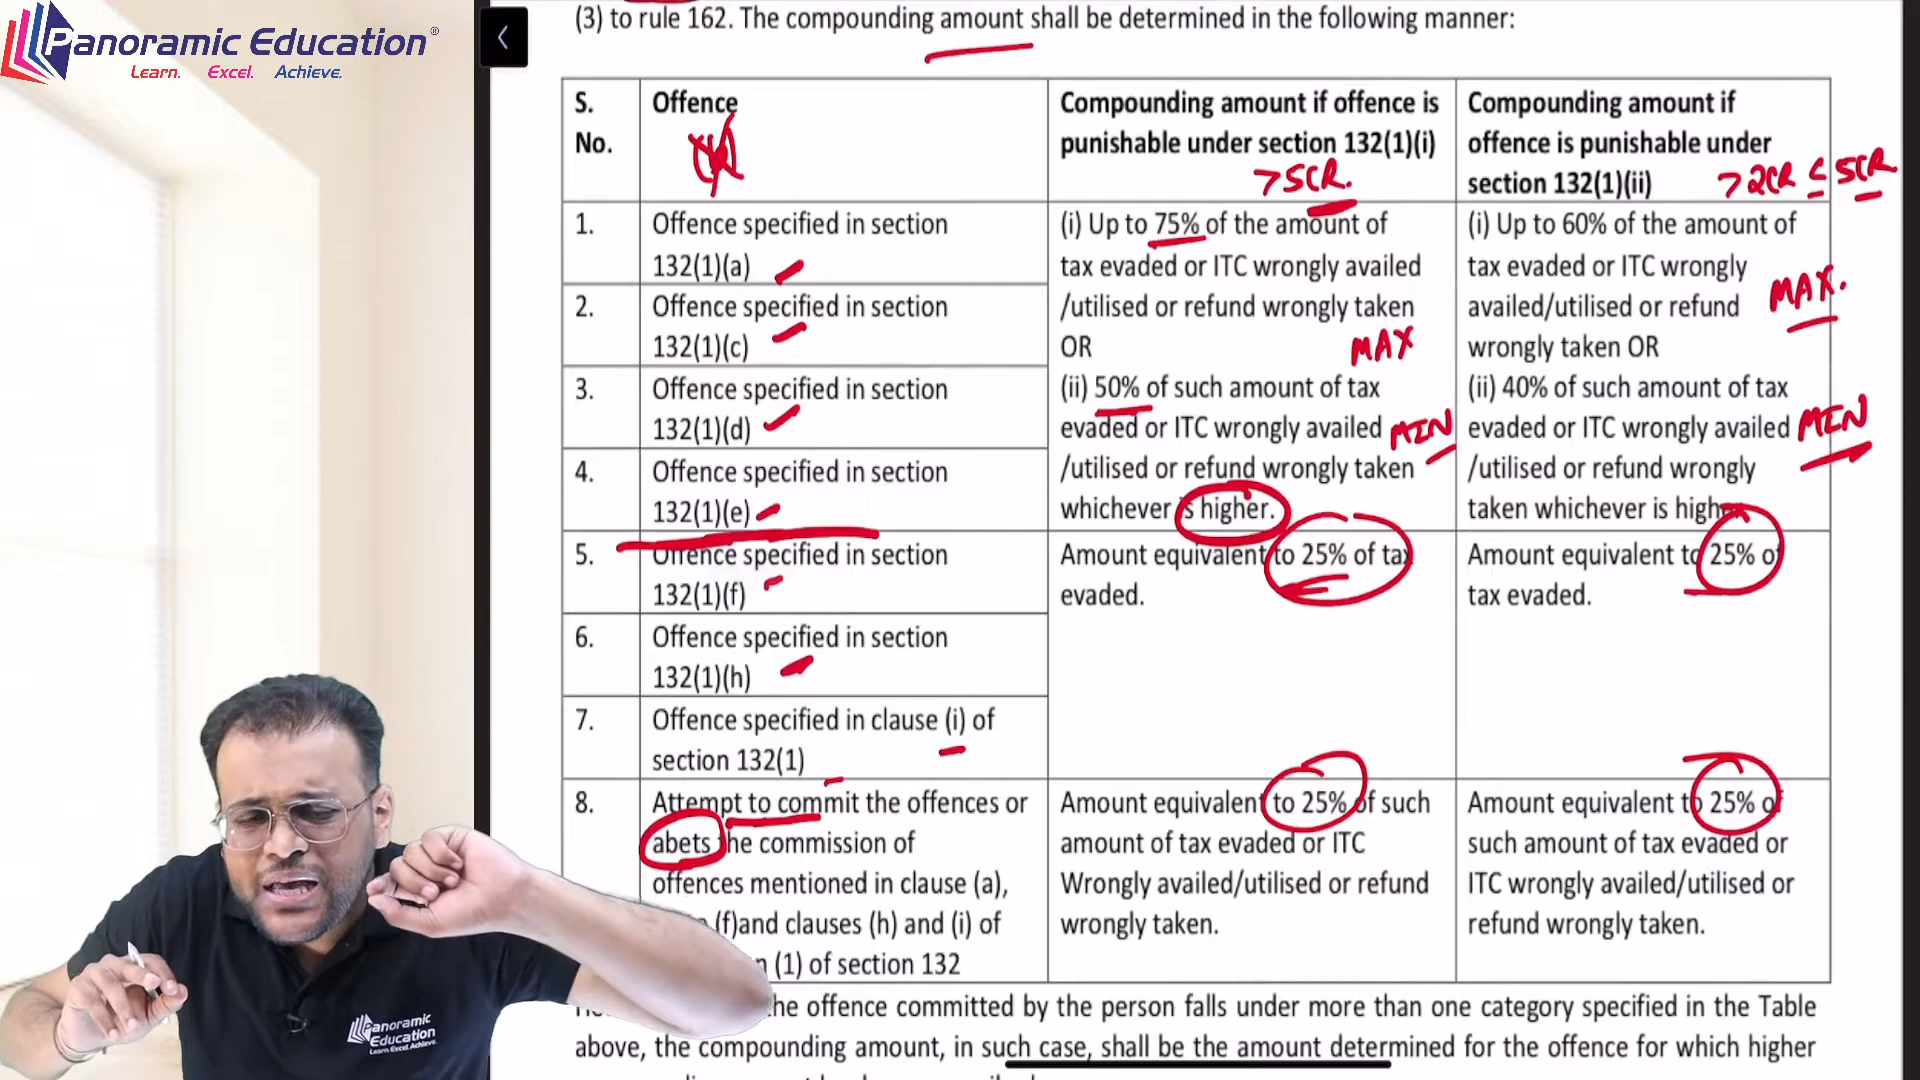 Panoramic Education®
Learn. Excel. Achieve.
(3) to rule 162. The compounding amount shall be determined in the following manner:
S. No.
Offence
Compounding amount if offence is
punishable under section 132(1)(i)
>5CR.
Compounding amount if
offence is punishable under
section 132(1)(ii)
>2CR ≤ 5CR
1.
Offence specified in section
132(1)(a)
2.
Offence specified in section
132(1)(c)
3.
Offence specified in section
132(1)(d)
4.
Offence specified in section
132(1)(e)
(i) Up to 75% of the amount of
tax evaded or ITC wrongly availed
/utilised or refund wrongly taken
OR
MAX
(ii) 50% of such amount of tax
evaded or ITC wrongly availed
MIN
/utilised or refund wrongly taken
whichever is higher.
(i) Up to 60% of the amount of
tax evaded or ITC wrongly
availed/utilised or refund
MAX.
wrongly taken OR
(ii) 40% of such amount of tax
evaded or ITC wrongly availed
MIN
/utilised or refund wrongly
taken whichever is
5.
Offence specified in section
132(1)(f)
6.
Offence specified in section
132(1)(h)
7.
Offence specified in clause (i) of
section 132(1)
Amount equivalent to 25% of tax
evaded.
Amount equivalent to 25% of
tax evaded.
8.
Attempt to commit the offences or
abets the commission of
offences mentioned in clause (a),
(f)and clauses (h) and (i) of
(1) of section 132
Amount equivalent to 25% of such
amount of tax evaded or ITC
Wrongly availed/utilised or refund
wrongly taken.
Amount equivalent to 25% of
such amount of tax evaded or
ITC wrongly availed/utilised or
refund wrongly taken.
the offence committed by the person falls under more than one category specified in the Table
above, the compounding amount, in such case, shall be the amount determined for the offence for which higher
Panoramic
Education
Learn.Excel.Achieve.